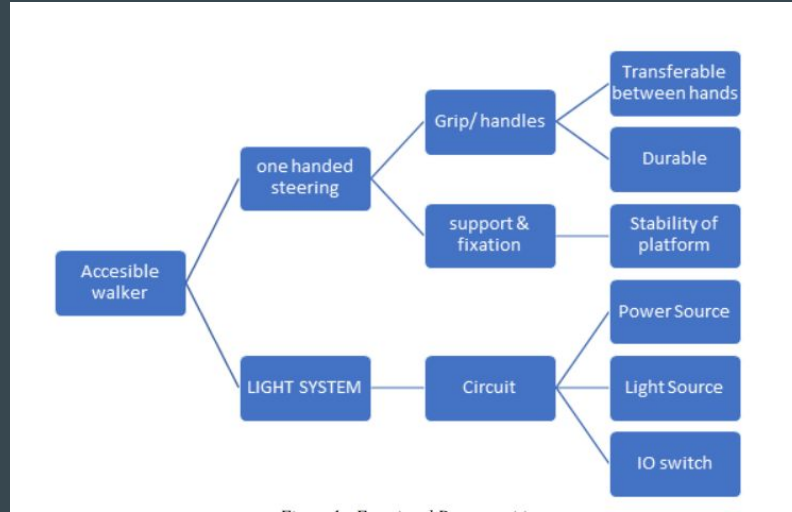 Transferable
between hands
Grip/ handles
Durable
one handed
steering
support &
fixation
Stability of
platform
Accesible
walker
Power Source
LIGHT SYSTEM
Circuit
Light Source
IO switch